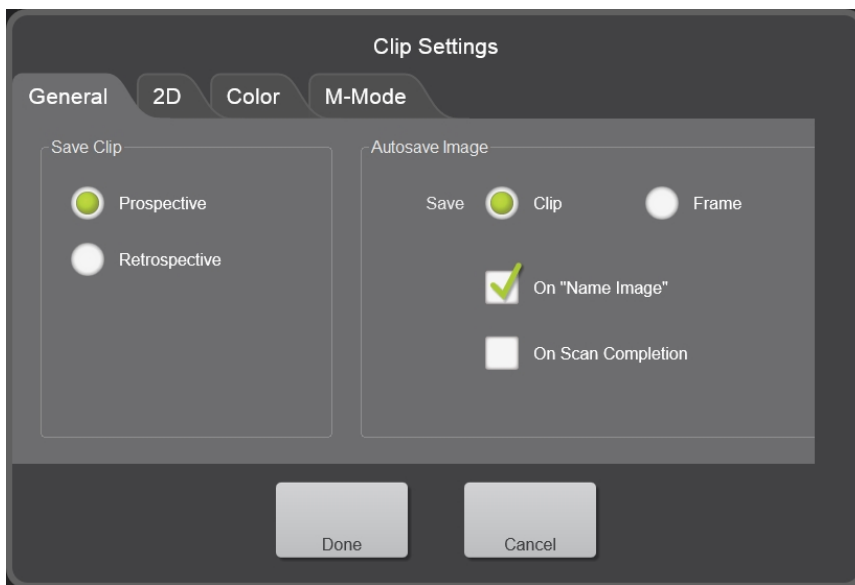 Clip Settings
General 2D Color M-Mode
Save Clip
Prospective
Retrospective
Autosave Image
Save Clip Frame
On "Name Image"
On Scan Completion
Done Cancel